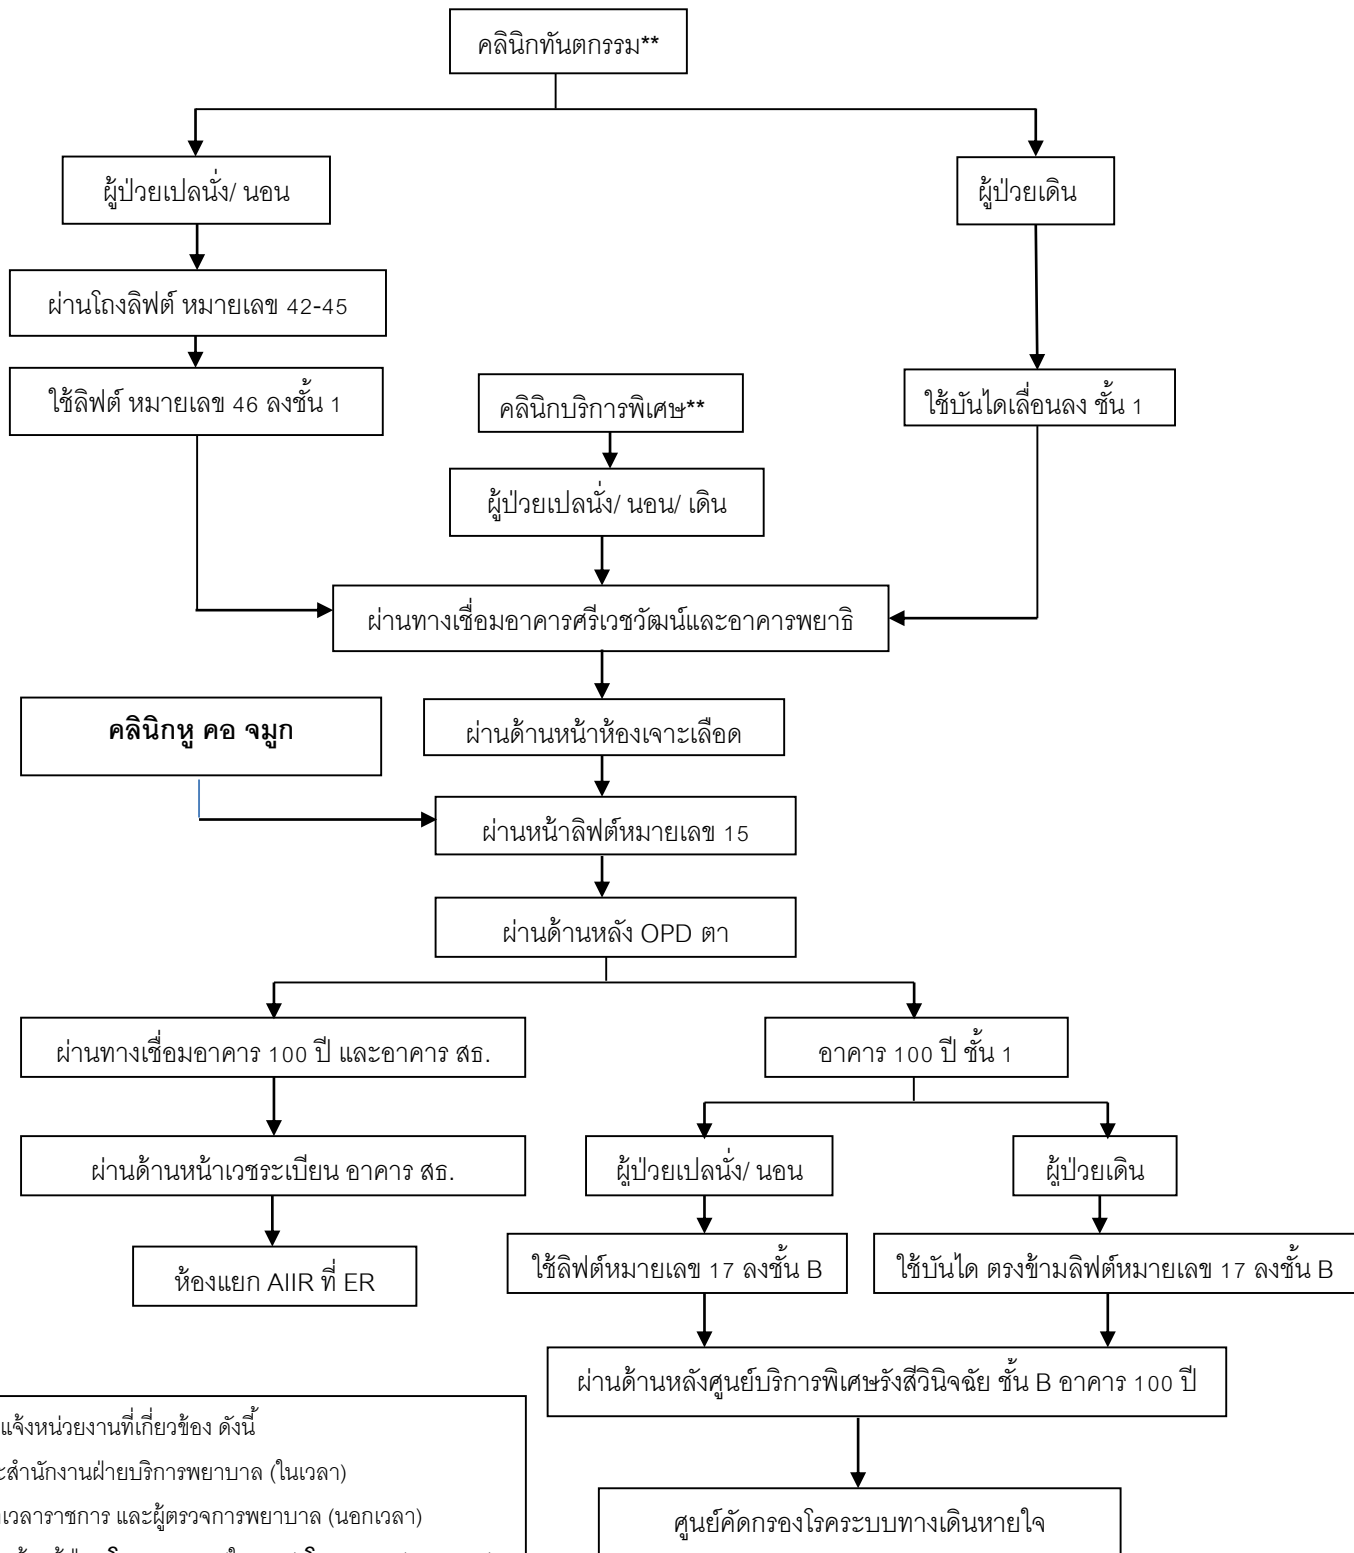 คลินิกทันตกรรม**
ผู้ป่วยเปลนั่ง/ นอน
ผู้ป่วยเดิน
ผ่านโถงลิฟต์ หมายเลข 42-45
ใช้ลิฟต์ หมายเลข 46 ลงชั้น 1
คลินิกบริการพิเศษ**
ใช้บันไดเลื่อนลง ชั้น 1
ผู้ป่วยเปลนั่ง/ นอน/ เดิน
ผ่านทางเชื่อมอาคารศรีเวชวัฒน์และอาคารพยาธิ
คลินิกหู คอ จมูก
ผ่านด้านหน้าห้องเจาะเลือด
ผ่านหน้าลิฟต์หมายเลข 15
ผ่านด้านหลัง OPD ตา
ผ่านทางเชื่อมอาคาร 100 ปี และอาคาร สธ.
อาคาร 100 ปี ชั้น 1
ผ่านด้านหน้าเวชระเบียน อาคาร สธ.
ผู้ป่วยเปลนั่ง/ นอน
ผู้ป่วยเดิน
ห้องแยก AIIR ที่ ER
ใช้ลิฟต์หมายเลข 17 ลงชั้น B
ใช้บันได ตรงข้ามลิฟต์หมายเลข 17 ลงชั้น B
ผ่านด้านหลังศูนย์บริการพิเศษรังสีวินิจฉัย ชั้น B อาคาร 100 ปี
แจ้งหน่วยงานที่เกี่ยวข้อง ดังนี้
ะสำนักงานฝ่ายบริการพยาบาล (ในเวลา)
เวลาราชการ และผู้ตรวจการพยาบาล (นอกเวลา)
ศูนย์คัดกรองโรคระบบทางเดินหายใจ